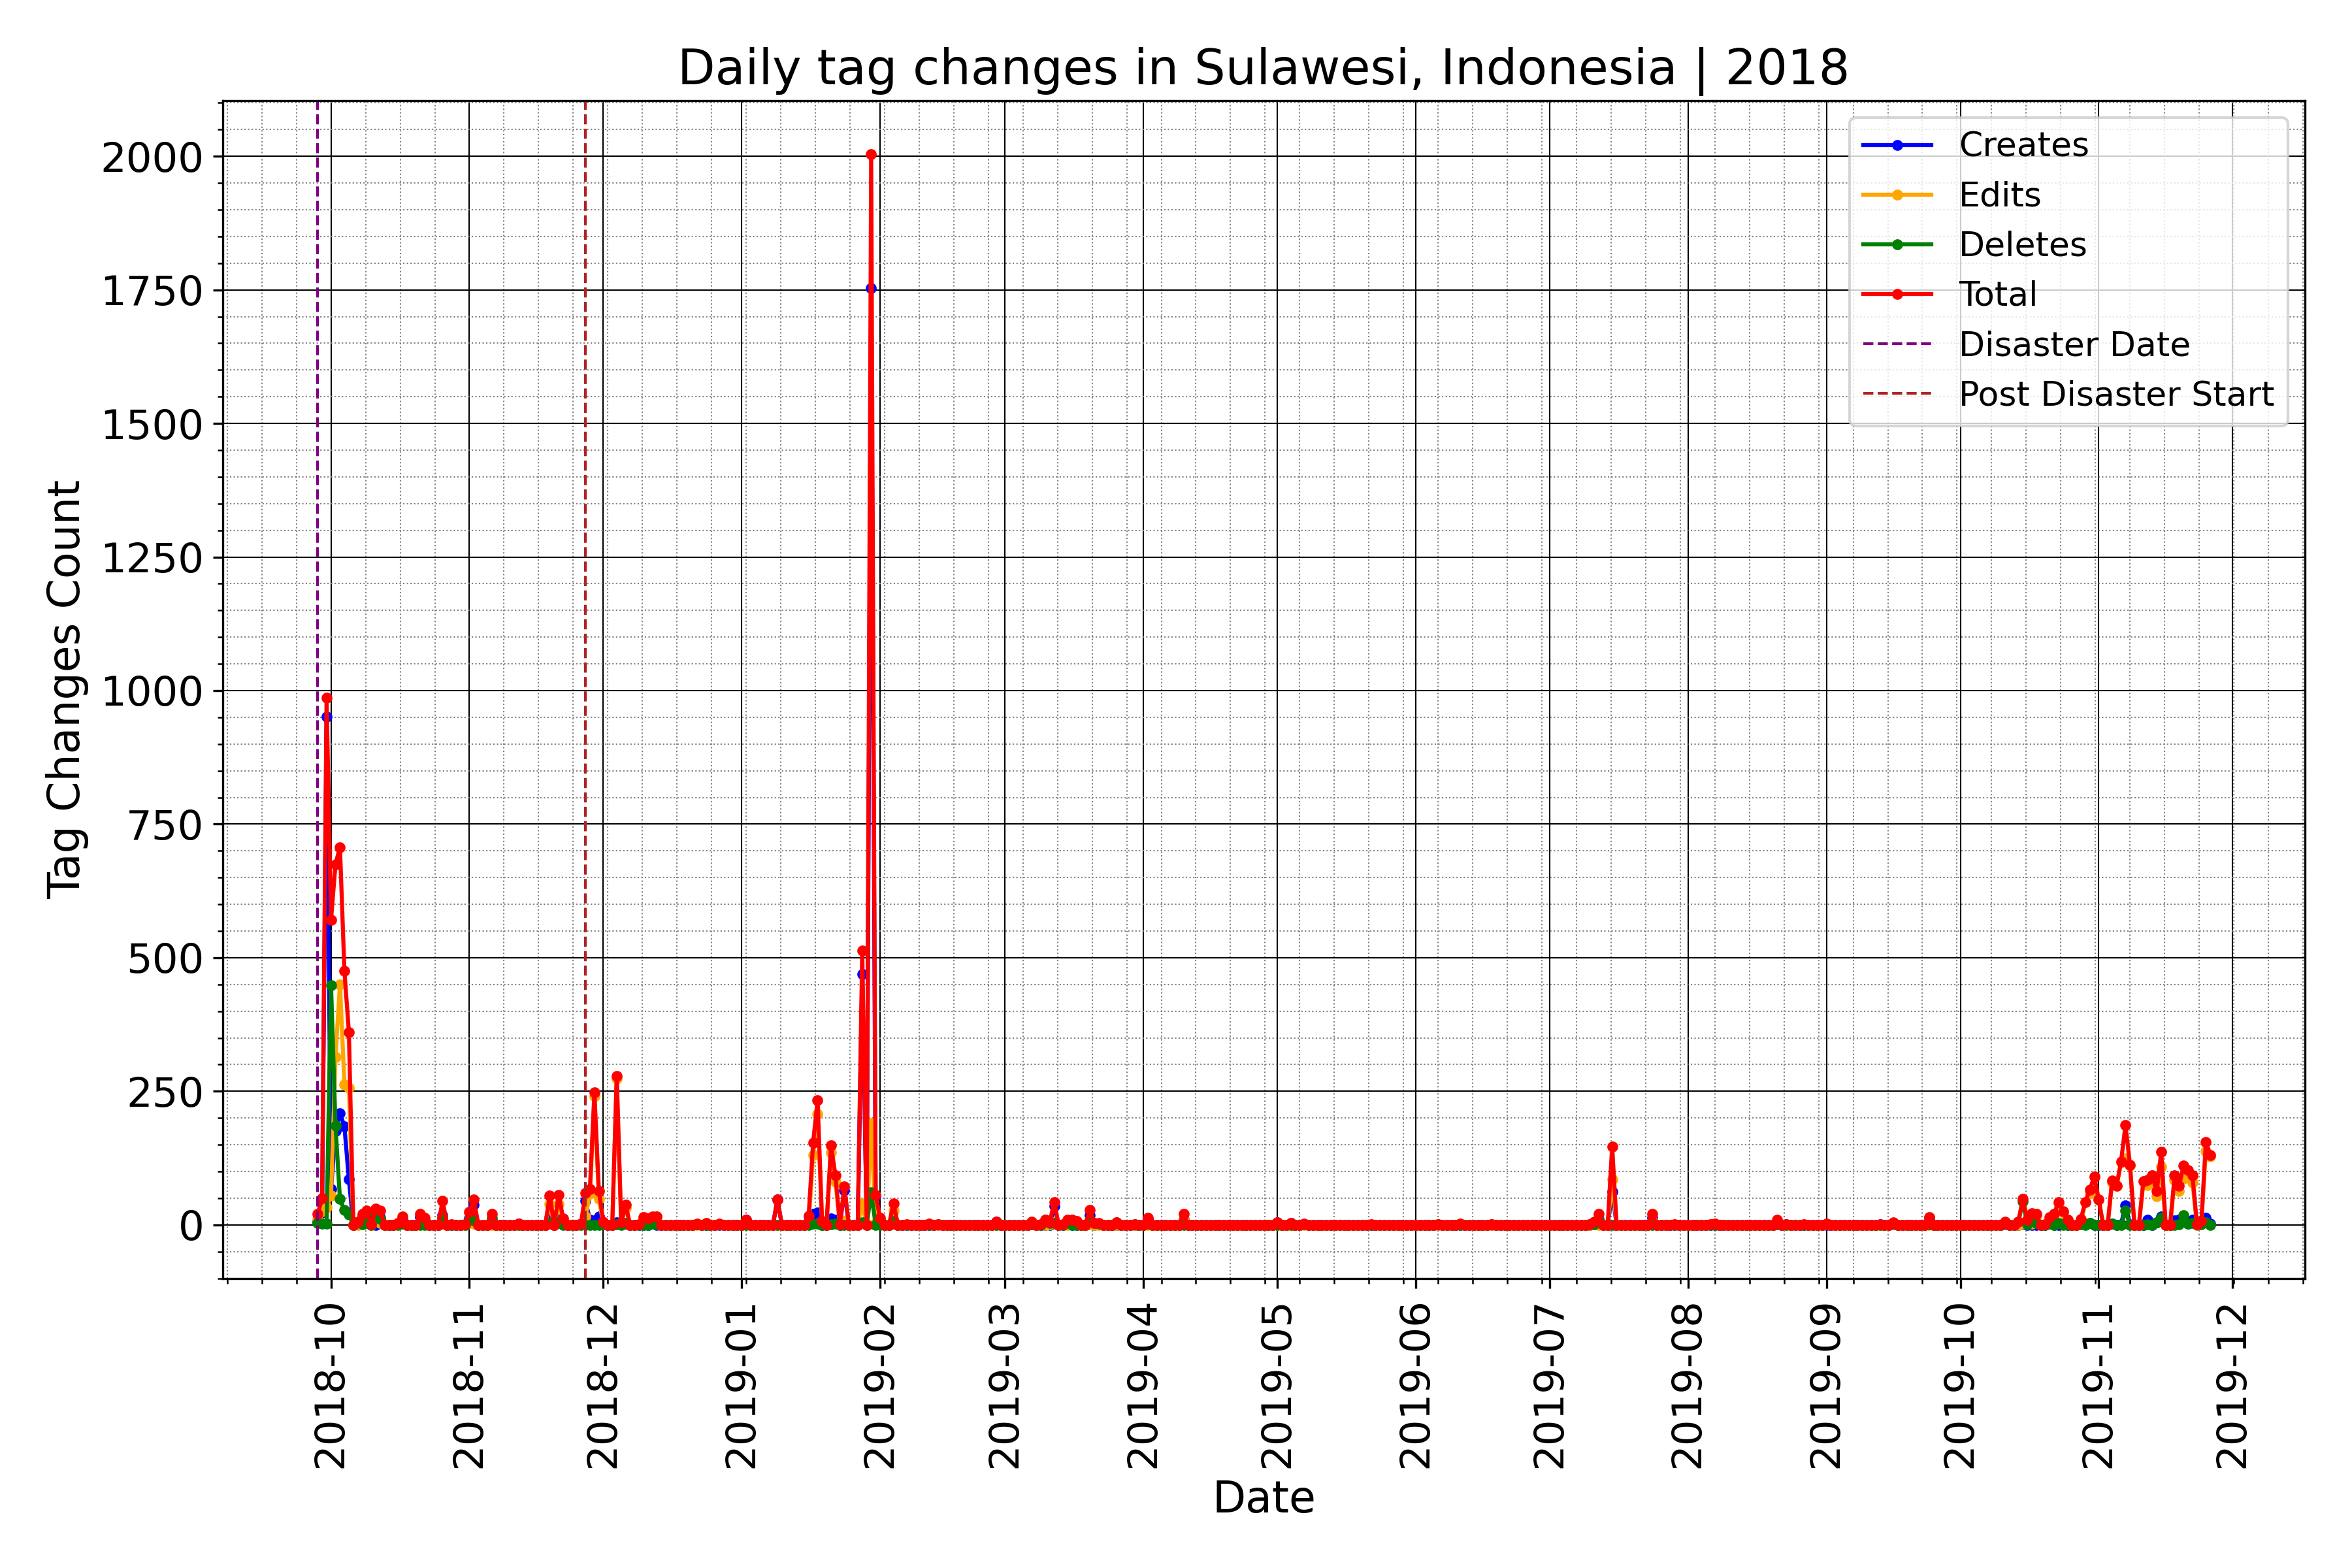 Daily tag changes in Sulawesi, Indonesia | 2018
Creates
Edits
Deletes
Total
Disaster Date
Post Disaster Start
Tag Changes Count
2000
1750
1500
1250
1000
750
500
250
0
2018-10
2018-11
2018-12
2019-01
2019-02
2019-03
2019-04
2019-05
2019-06
2019-07
2019-08
2019-09
2019-10
2019-11
2019-12
Date